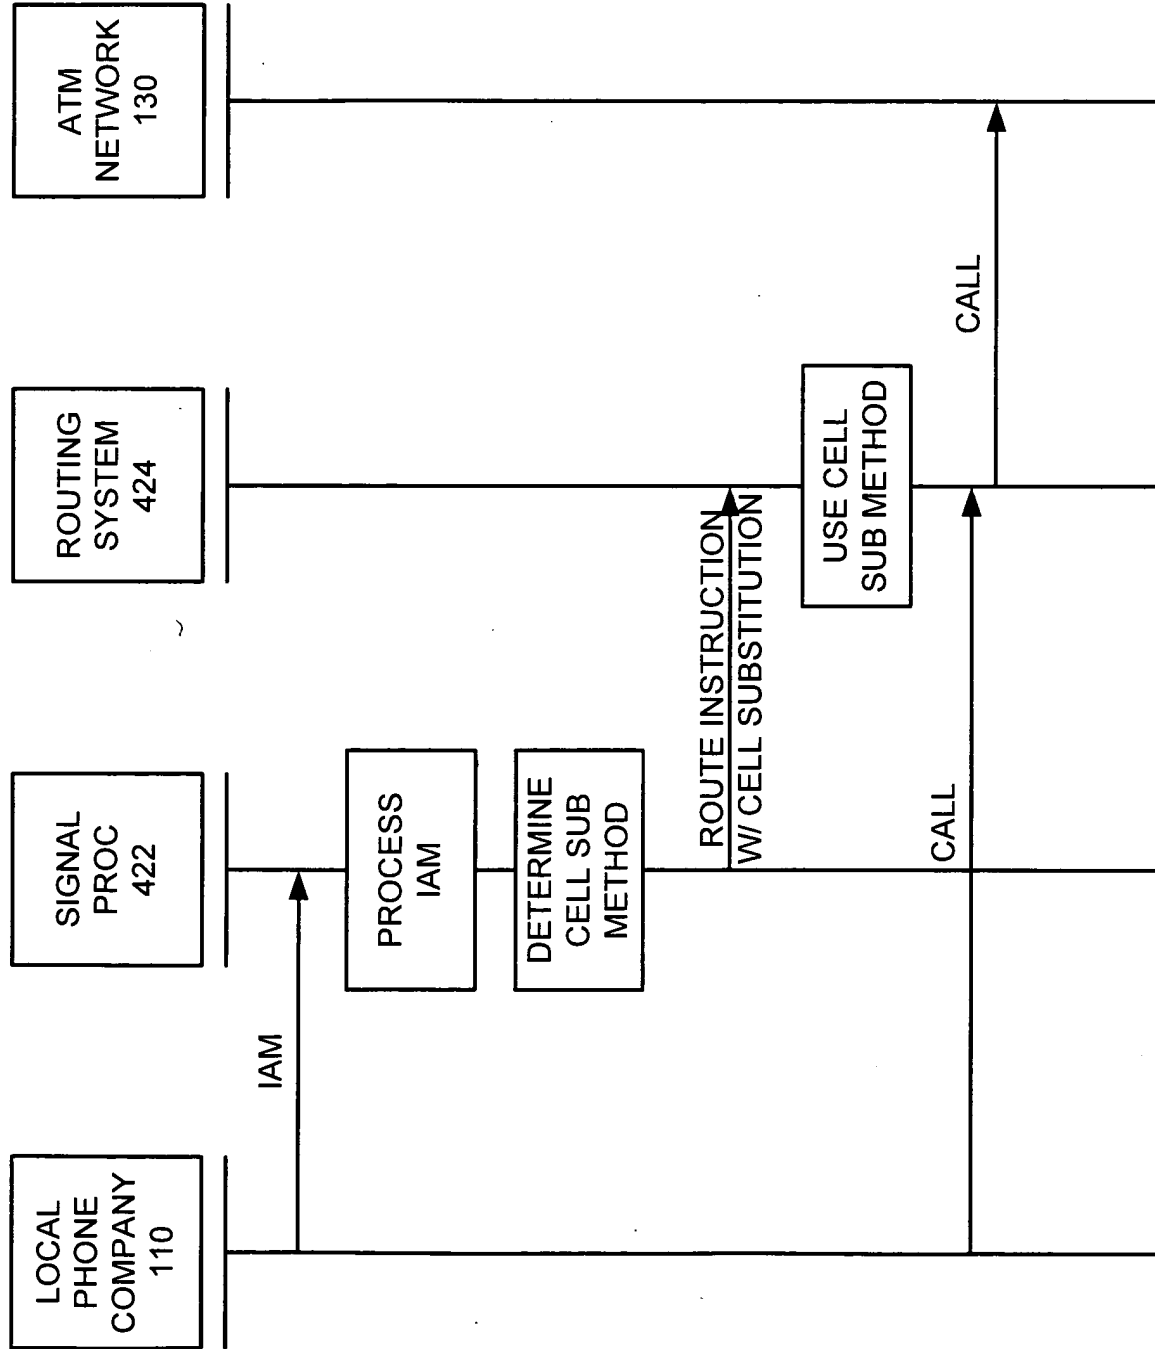 LOCAL
PHONE
COMPANY
110
SIGNAL
PROC
422
ROUTING
SYSTEM
424
ATM
NETWORK
130
IAM
PROCESS
IAM
DETERMINE
CELL SUB
METHOD
ROUTE INSTRUCTION
W/ CELL SUBSTITUTION
USE CELL
SUB METHOD
CALL
CALL